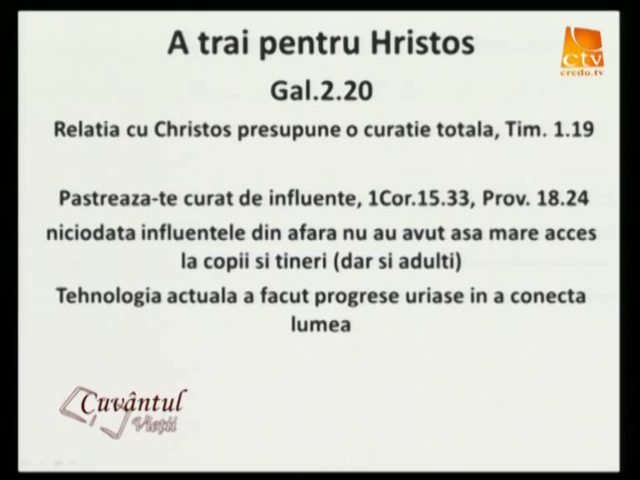 A trai pentru Hristos
ctv
credo.tv
Gal.2.20
Relatia cu Christos presupune o curatie totala, Tim. 1.19
Pastreaza-te curat de influente, 1Cor.15.33, Prov. 18.24
niciodata influentele din afara nu au avut asa mare acces
la copii si tineri (dar si adulti)
Tehnologia actuala a facut progrese uriase in a conecta
lumea
Cuvântul
Vieții